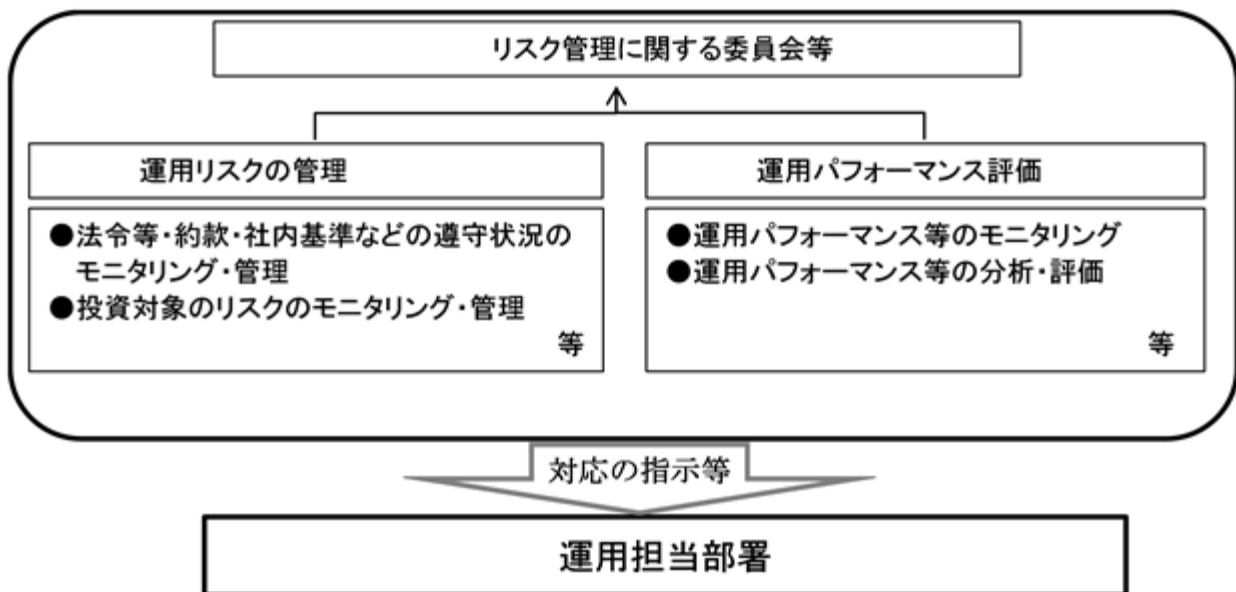 リスク管理に関する委員会等
運用リスクの管理
●法令等・約款・社内基準などの遵守状況の
モニタリング・管理
●投資対象のリスクのモニタリング・管理
等
運用パフォーマンス評価
●運用パフォーマンス等のモニタリング
●運用パフォーマンス等の分析・評価
等
対応の指示等
運用担当部署